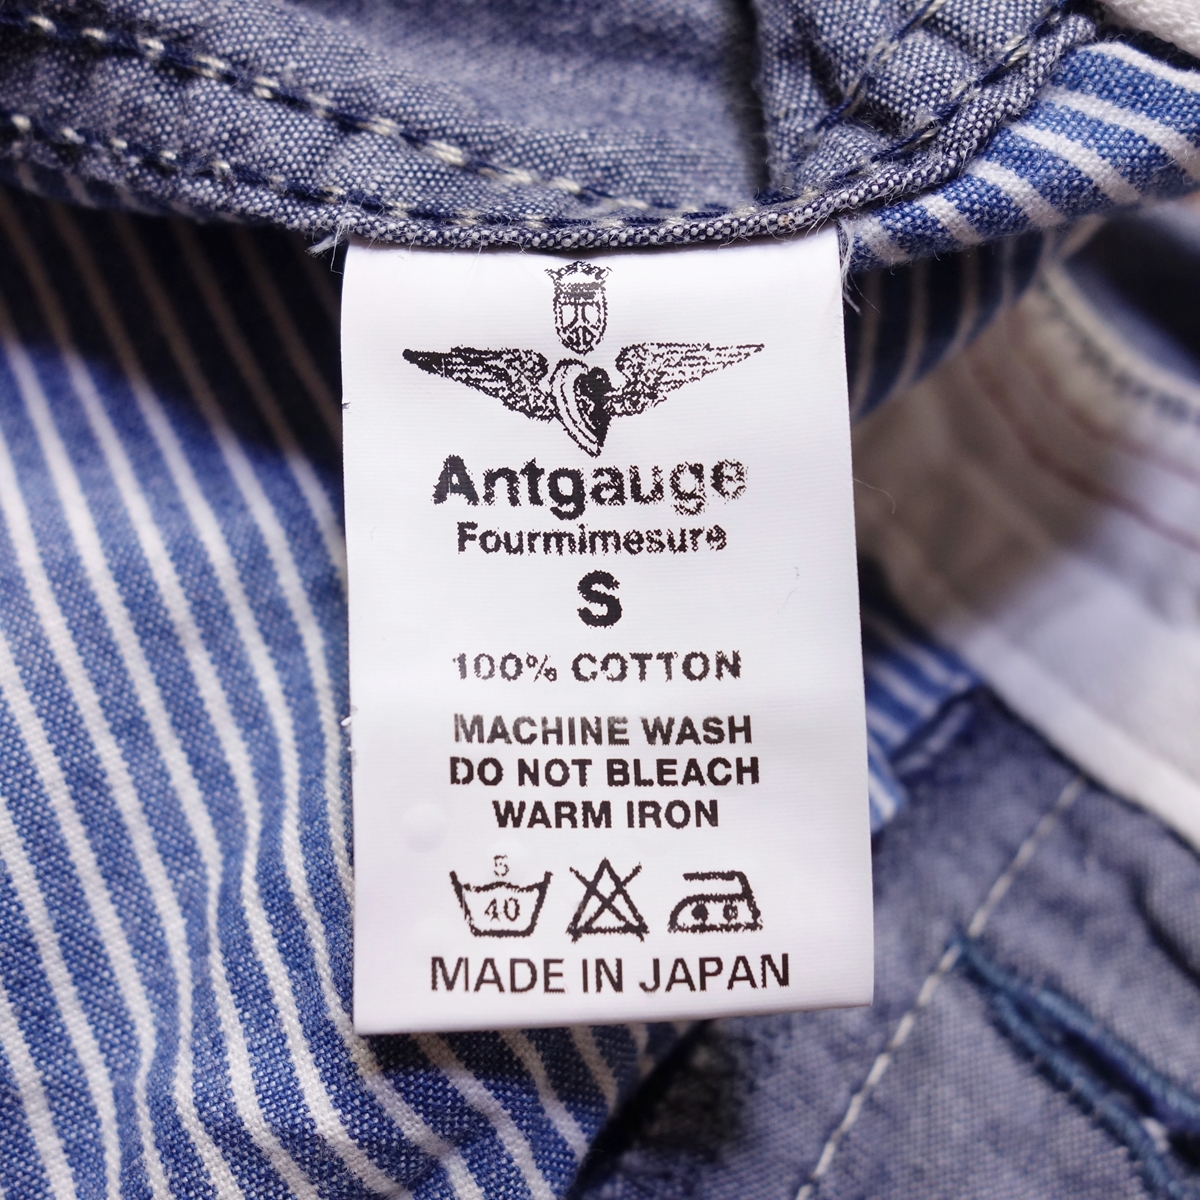 Antgauge
Fourmimesure
S
100% COTTON
MACHINE WASH
DO NOT BLEACH
WARM IRON
5
40
MADE IN JAPAN